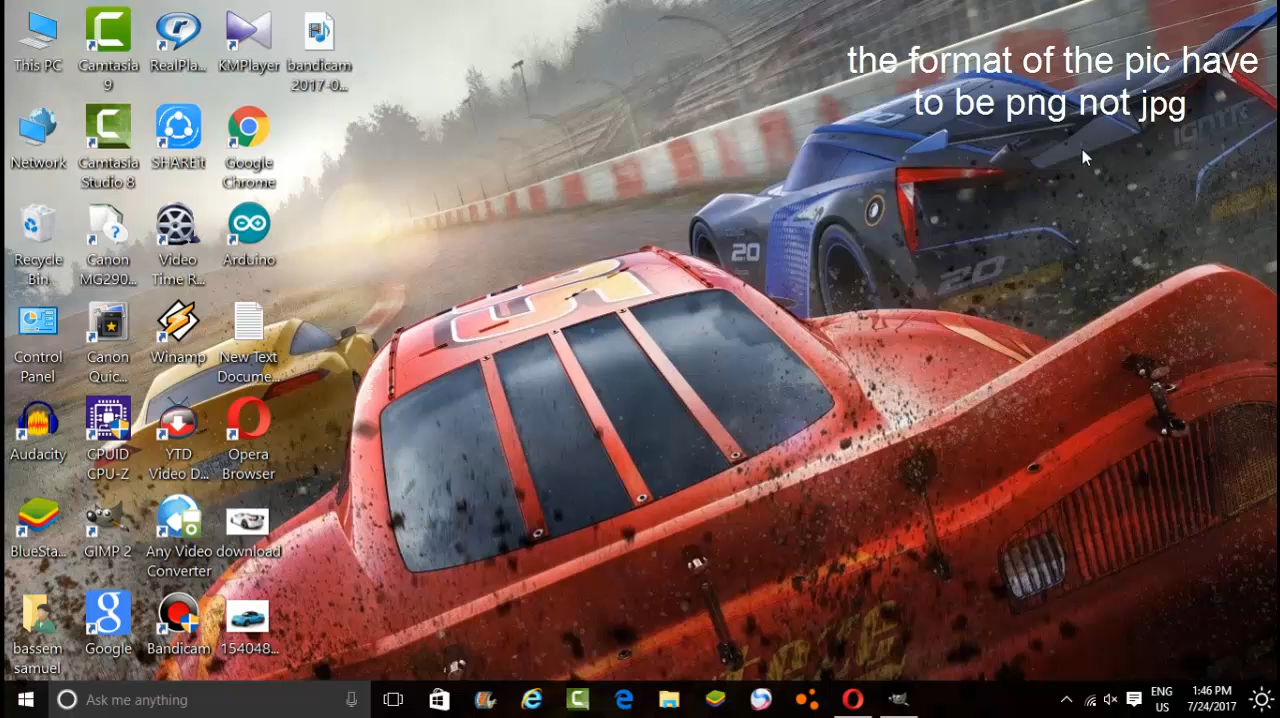 the format of the pic have
to be png not jpg
This PC
Camtasia
9
RealPla...
KMPlayer
bandicam
2017-0...
Network
Camtasia
Studio 8
SHAREit
Google
Chrome
Recycle
Bin
Canon
MG290...
Video
Time R...
Arduino
Control
Panel
Canon
Quic...
Winamp
New Text
Docume...
Audacity
CPUID
CPU-Z
YTD
Video D...
Opera
Browser
BlueSta...
GIMP 2
Any Video
Converter
download
bassem
samuel
Google
Bandicam
154048...
20
20
IGNTR
Ask me anything
ENG
US
1:46 PM
7/24/2017